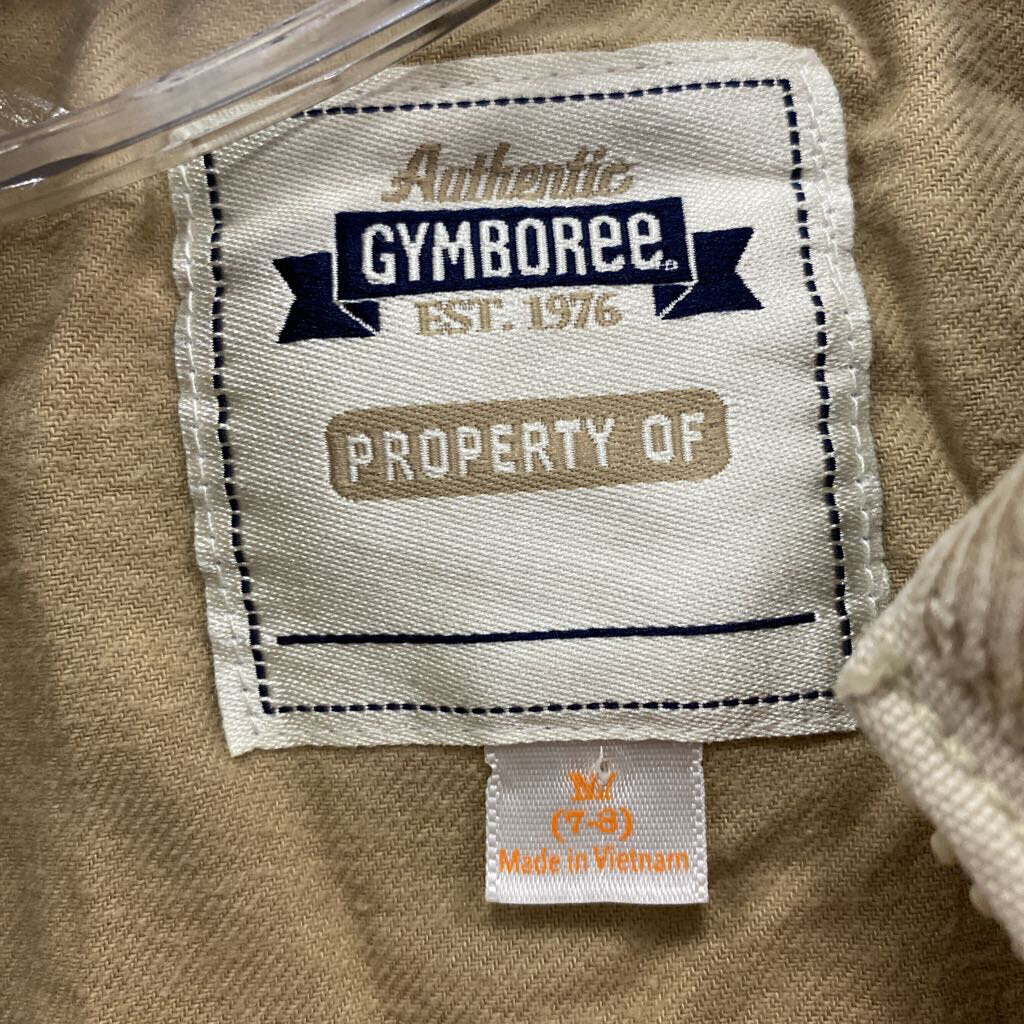 Authentic
GYMBOREE®
EST. 1976
PROPERTY OF
M
(7-8)
Made in Vietnam